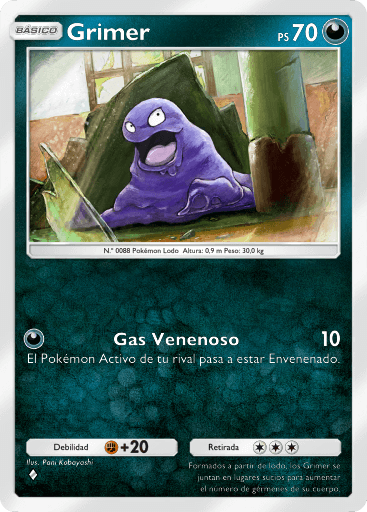 BÁSICO Grimer PS 70
N.º 0088 Pokémon Lodo Altura: 0,9 m Peso: 30,0 kg
Gas Venenoso 10
El Pokémon Activo de tu rival pasa a estar Envenenado.
Debilidad +20 Retirada
Ilus. Pani Kobayashi
Formados a partir de lodo, los Grimer se
juntan en lugares sucios para aumentar
el número de gérmenes de su cuerpo.